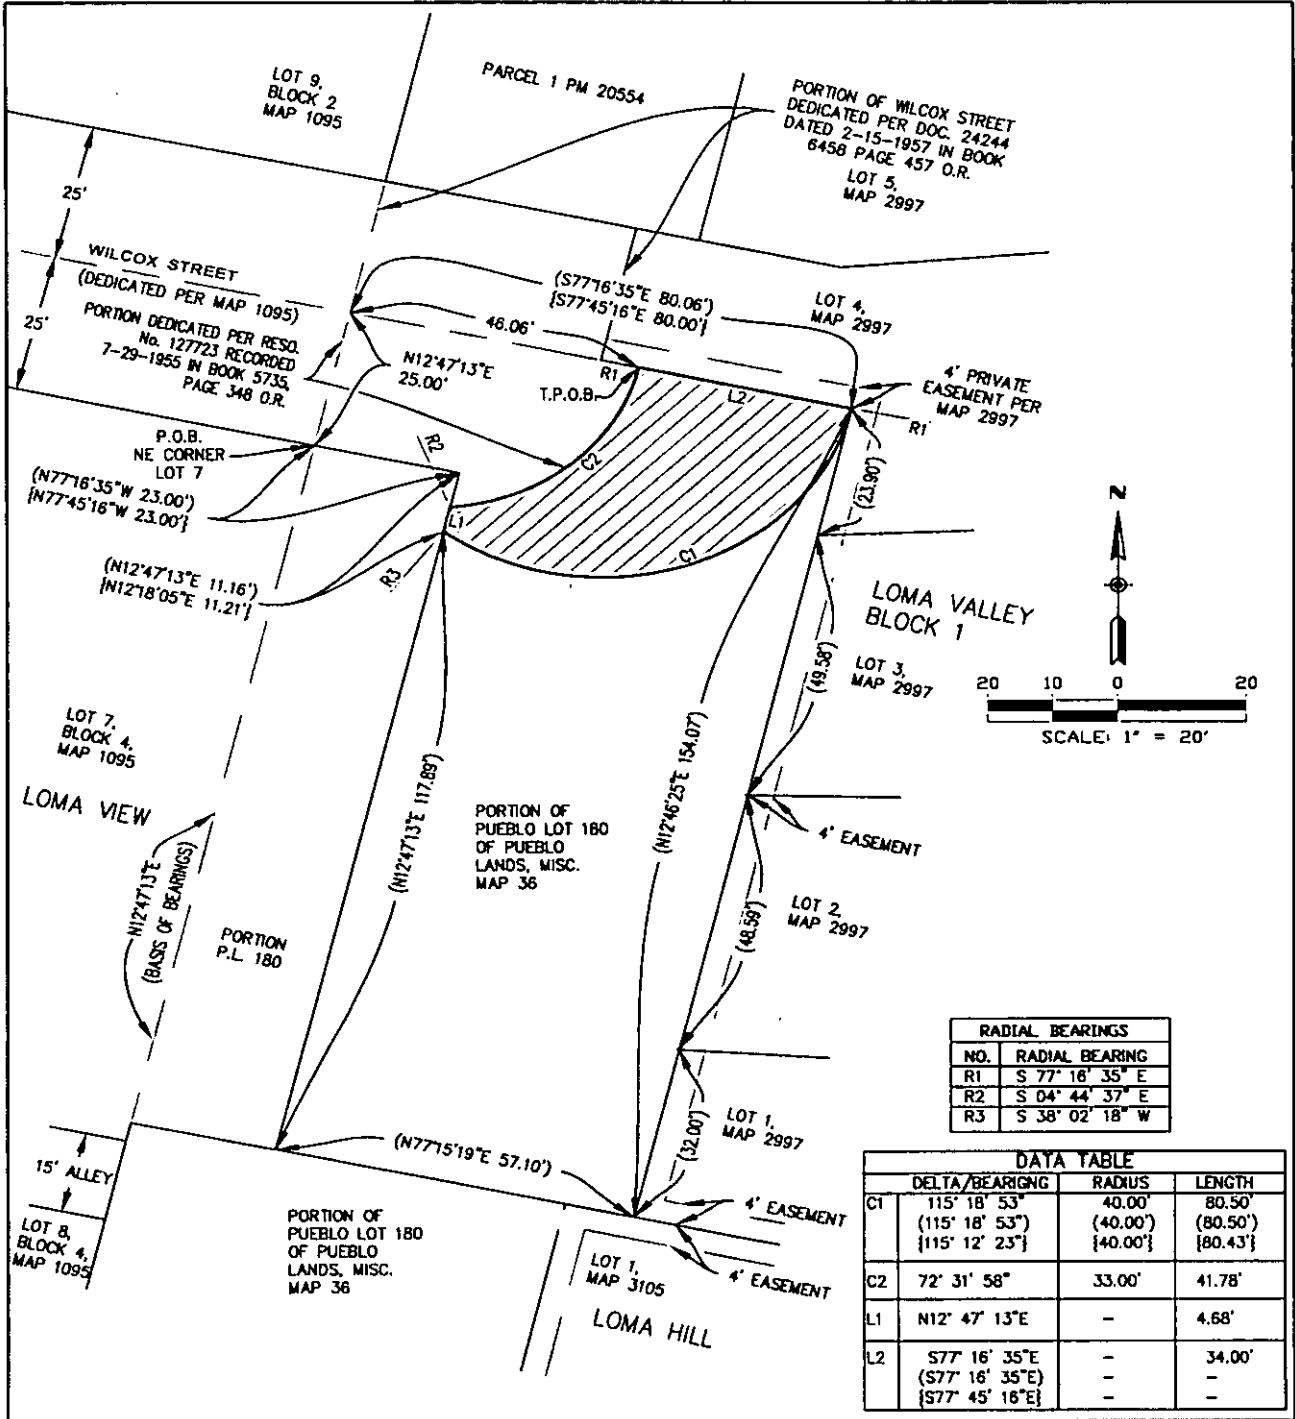 LOT 9,
BLOCK 2
MAP 1095
PARCEL 1 PM 20554
PORTION OF WILCOX STREET
DEDICATED PER DOC. 24244
DATED 2-15-1957 IN BOOK
6458 PAGE 457 O.R.
LOT 5,
MAP 2997
25'
25'
WILCOX STREET
(DEDICATED PER MAP 1095)
PORTION DEDICATED PER RESO.
No. 127723 RECORDED
7-29-1955 IN BOOK 5735,
PAGE 348 O.R.
(S77°16'35"E 80.06')
{S77°45'16"E 80.00'}
46.06'
LOT 4,
MAP 2997
N12°47'13"E
25.00'
R1
T.P.O.B.
L2
4' PRIVATE
EASEMENT PER
MAP 2997
R1
P.O.B.
NE CORNER
LOT 7
R2
C2
(N77°16'35"W 23.00')
{N77°45'16"W 23.00'}
(23.90')
L1
C1
R3
(N12°47'13"E 11.16')
{N12°18'05"E 11.21'}
N
LOMA VALLEY
BLOCK 1
LOT 3,
MAP 2997
(49.58')
20 10 0 20
SCALE: 1" = 20'
LOT 7,
BLOCK 4,
MAP 1095
LOMA VIEW
(N12°47'13"E 117.89')
(N12°46'25"E 154.07')
PORTION OF
PUEBLO LOT 180
OF PUEBLO
LANDS, MISC.
MAP 36
4' EASEMENT
N12°47'13"E
(BASIS OF BEARINGS)
PORTION
P.L. 180
LOT 2,
MAP 2997
(48.59')
RADIAL BEARINGS
NO. RADIAL BEARING
R1 S 77° 16' 35" E
R2 S 04° 44' 37" E
R3 S 38° 02' 18" W
LOT 1,
MAP 2997
(32.00')
(N77°15'19"E 57.10')
15' ALLEY
LOT 8,
BLOCK 4,
MAP 1095
PORTION OF
PUEBLO LOT 180
OF PUEBLO
LANDS, MISC.
MAP 36
4' EASEMENT
4' EASEMENT
LOT 1,
MAP 3105
LOMA HILL
DATA TABLE
DELTA/BEARIGNG RADIUS LENGTH
C1 115° 18' 53" 40.00' 80.50'
(115° 18' 53") (40.00') (80.50')
{115° 12' 23"} {40.00'} {80.43'}
C2 72° 31' 58" 33.00' 41.78'
L1 N12° 47' 13"E - 4.68'
L2 S77° 16' 35"E - 34.00'
(S77° 16' 35"E) - -
{S77° 45' 16"E} - -